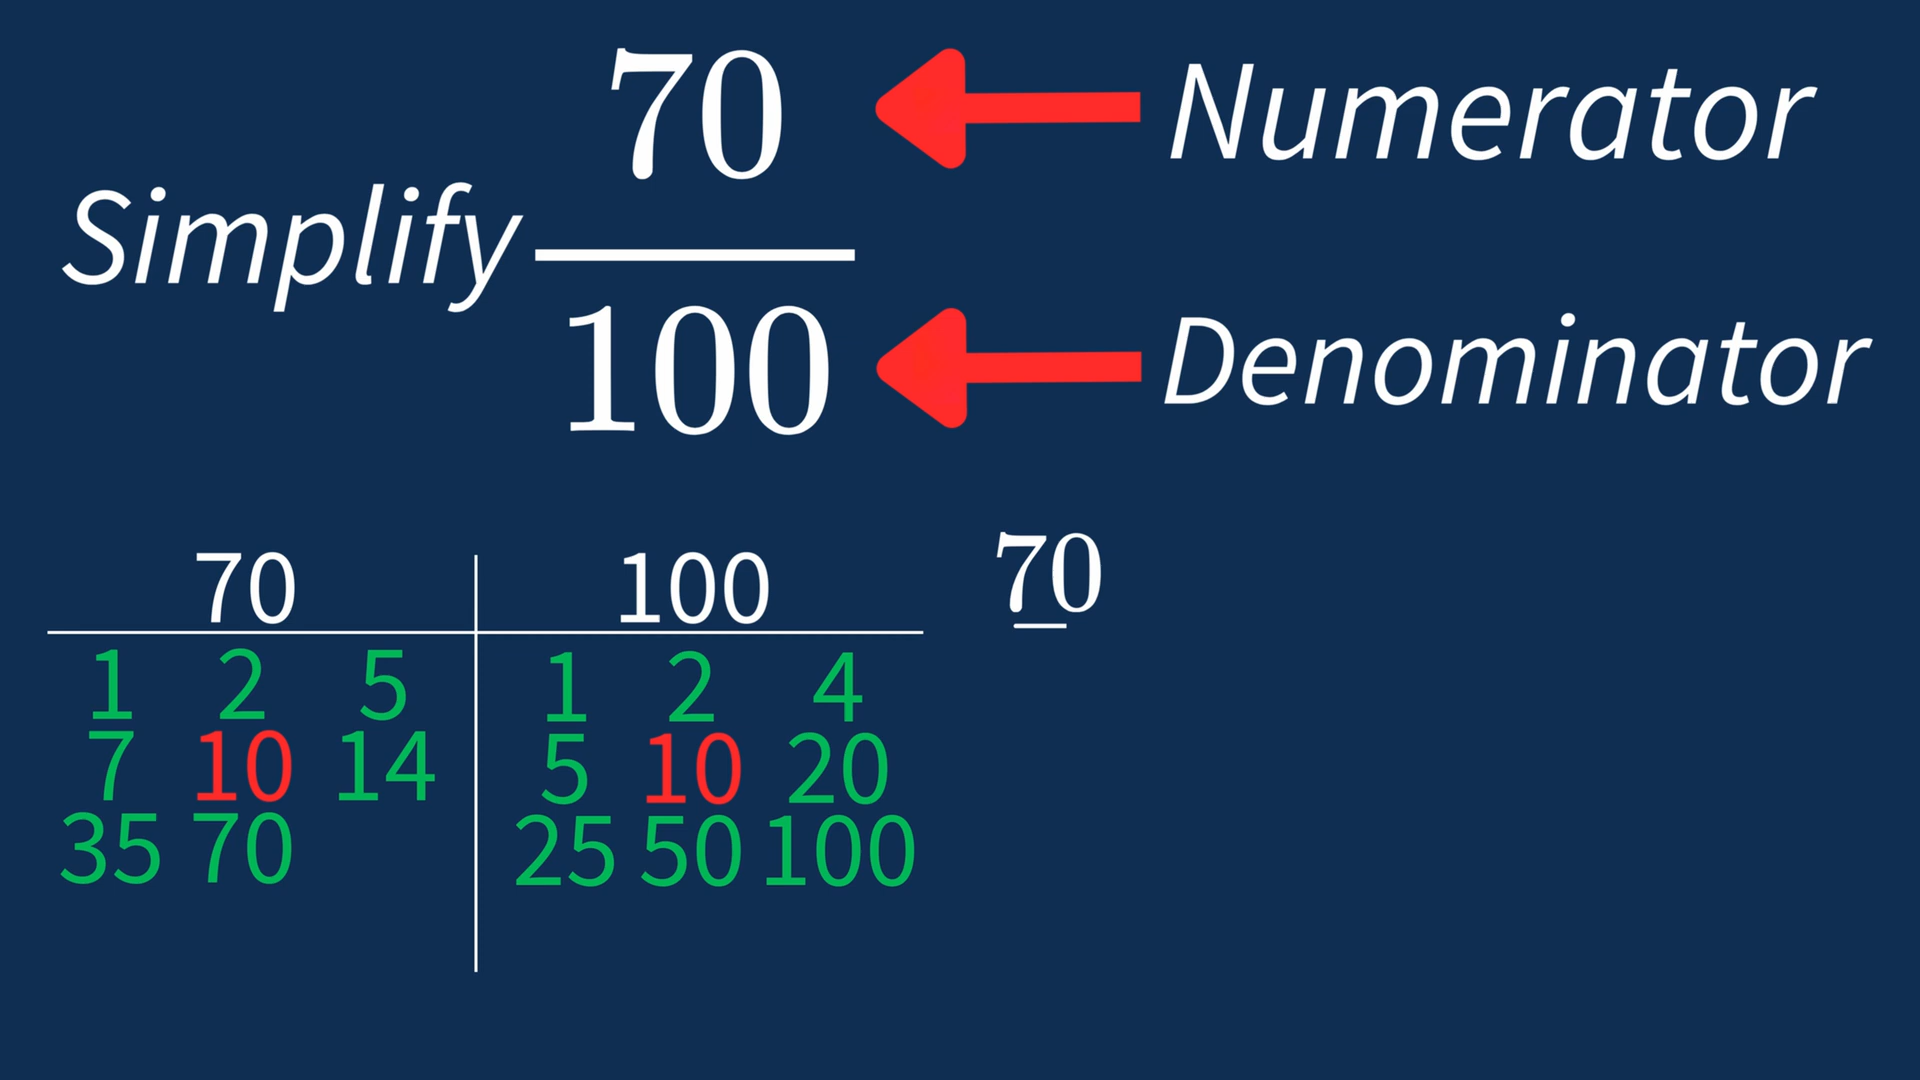 70 Numerator
Simplify
100 Denominator
70 100 70
1 2 5 1 2 4
7 10 14 5 10 20
35 70 25 50 100